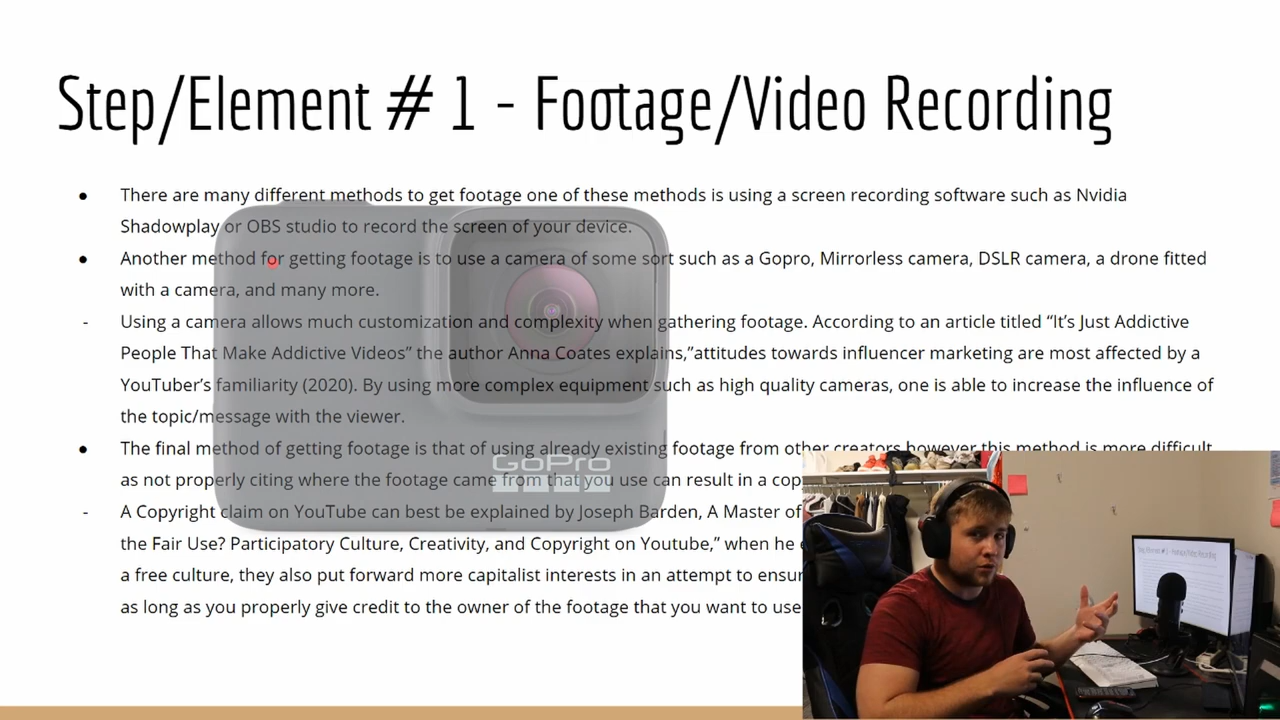 Step/Element # 1 - Footage/Video Recording
● There are many different methods to get footage one of these methods is using a screen recording software such as Nvidia
Shadowplay or OBS studio to record the screen of your device.
● Another method for getting footage is to use a camera of some sort such as a Gopro, Mirrorless camera, DSLR camera, a drone fitted
with a camera, and many more.
- Using a camera allows much customization and complexity when gathering footage. According to an article titled “It’s Just Addictive
People That Make Addictive Videos” the author Anna Coates explains,”attitudes towards influencer marketing are most affected by a
YouTuber’s familiarity (2020). By using more complex equipment such as high quality cameras, one is able to increase the influence of
the topic/message with the viewer.
● The final method of getting footage is that of using already existing footage from other creators however this method is more difficult
as not properly citing where the footage came from that you use can result in a cop
GoPro
- A Copyright claim on YouTube can best be explained by Joseph Barden, A Master of
the Fair Use? Participatory Culture, Creativity, and Copyright on Youtube,” when he
a free culture, they also put forward more capitalist interests in an attempt to ensur
as long as you properly give credit to the owner of the footage that you want to use
Step/Element # 1 - Footage/Video Recording